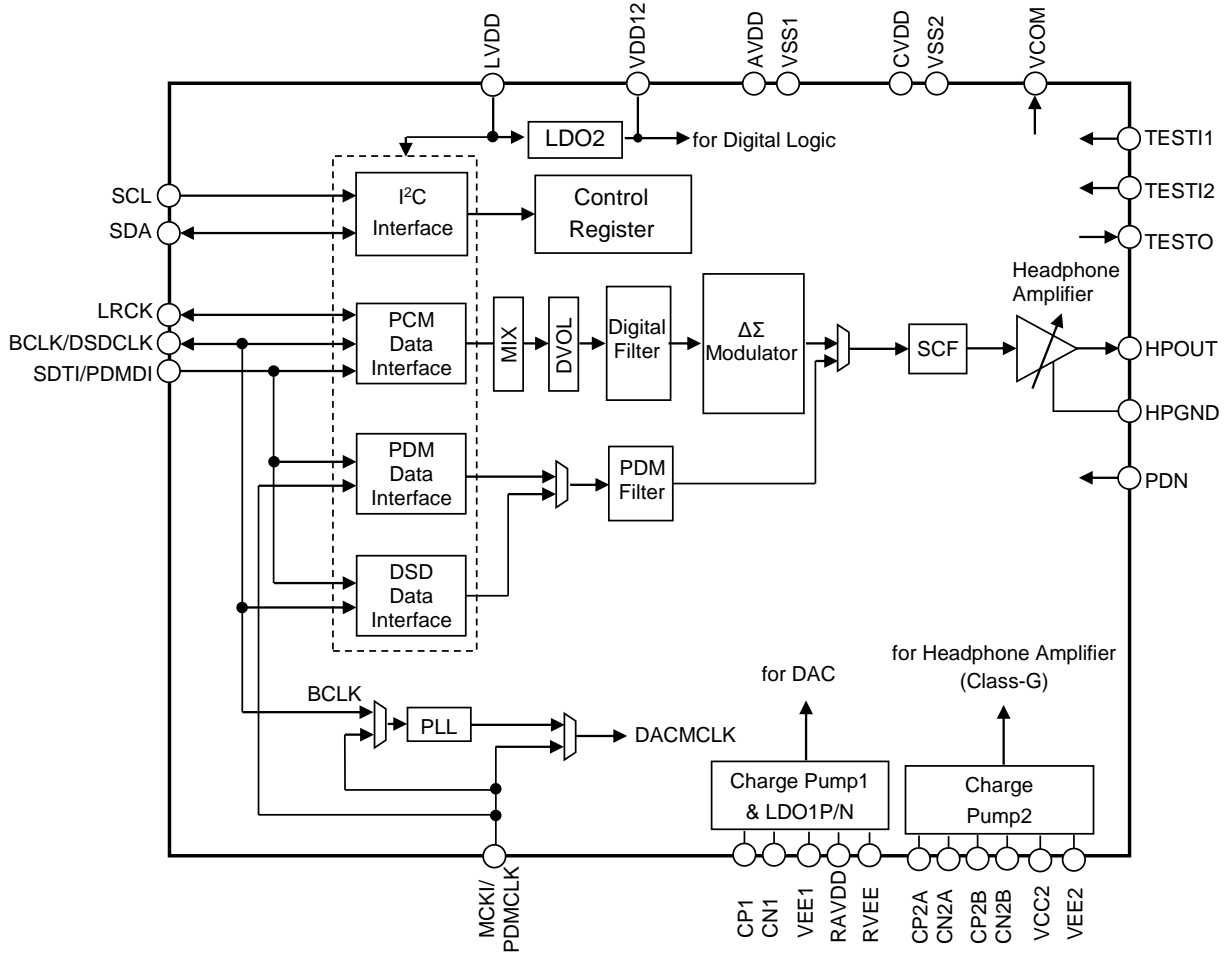 LVDD
VDD12
AVDD
VSS1
CVDD
VSS2
VCOM
LDO2
for Digital Logic
TESTI1
TESTI2
TESTO
SCL
SDA
I²C
Interface
Control
Register
LRCK
BCLK/DSDCLK
SDTI/PDMDI
PCM
Data
Interface
MIX
DVOL
Digital
Filter
ΔΣ
Modulator
SCF
Headphone
Amplifier
HPOUT
HPGND
PDN
PDM
Data
Interface
PDM
Filter
DSD
Data
Interface
BCLK
PLL
DACMCLK
for DAC
for Headphone Amplifier
(Class-G)
Charge Pump1
& LDO1P/N
Charge
Pump2
MCKI/
PDMCLK
CP1
CN1
VEE1
RAVDD
RVEE
CP2A
CN2A
CP2B
CN2B
VCC2
VEE2